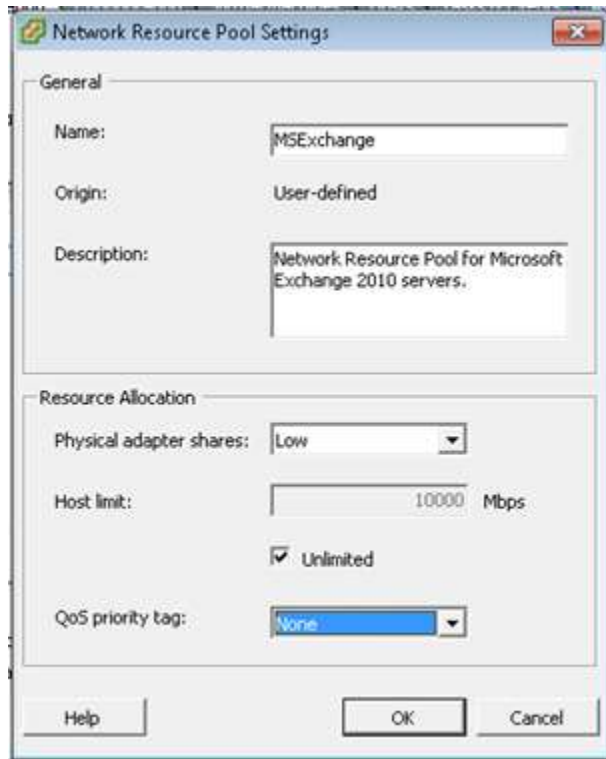 Network Resource Pool Settings
General
Name:
MSExchange
Origin:
User-defined
Description:
Network Resource Pool for Microsoft
Exchange 2010 servers.
Resource Allocation
Physical adapter shares:
Low
Host limit:
10000 Mbps
Unlimited
QoS priority tag:
None
Help
OK
Cancel